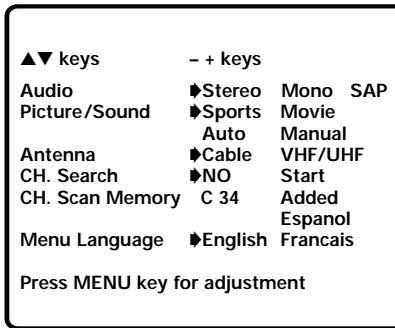 ▲▼ keys – + keys
Audio Stereo Mono SAP
Picture/Sound Sports Movie
Auto Manual
Antenna Cable VHF/UHF
CH. Search NO Start
CH. Scan Memory C 34 Added
Espanol
Menu Language English Francais
Press MENU key for adjustment